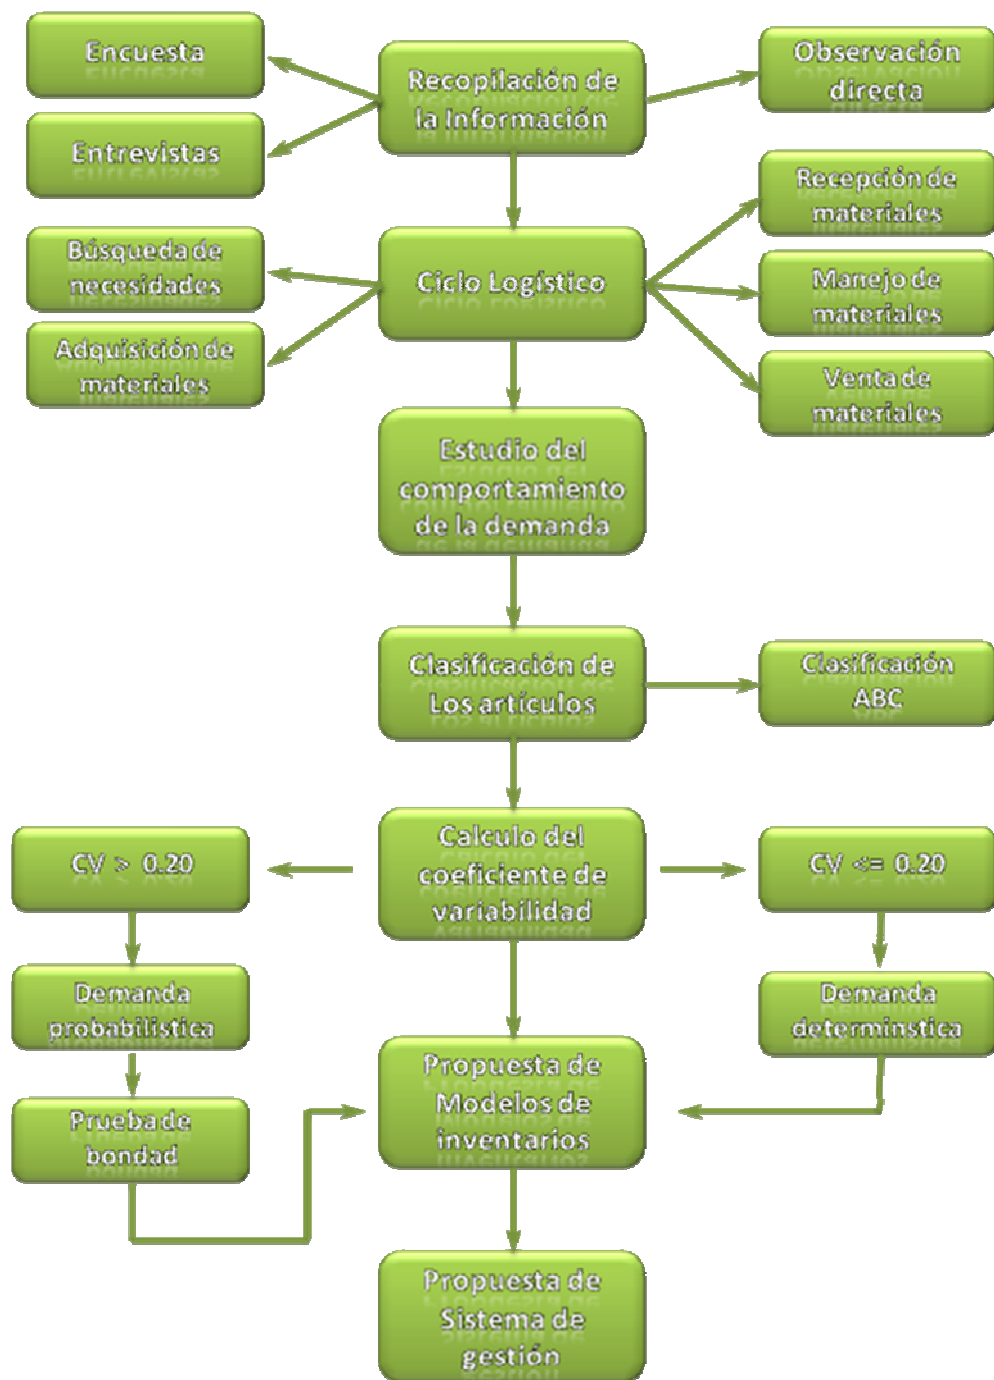 Encuesta
Recopilación de
la Información
Observación
directa
Entrevistas
Recepción de
materiales
Búsqueda de
necesidades
Ciclo Logístico
Manejo de
materiales
Adquisición de
materiales
Venta de
materiales
Estudio del
comportamiento
de la demanda
Clasificación de
Los artículos
Clasificación
ABC
CV > 0.20
Calculo del
coeficiente de
variabilidad
CV <= 0.20
Demanda
probabilistica
Demanda
determinstica
Prueba de
bondad
Propuesta de
Modelos de
inventarios
Propuesta de
Sistema de
gestión